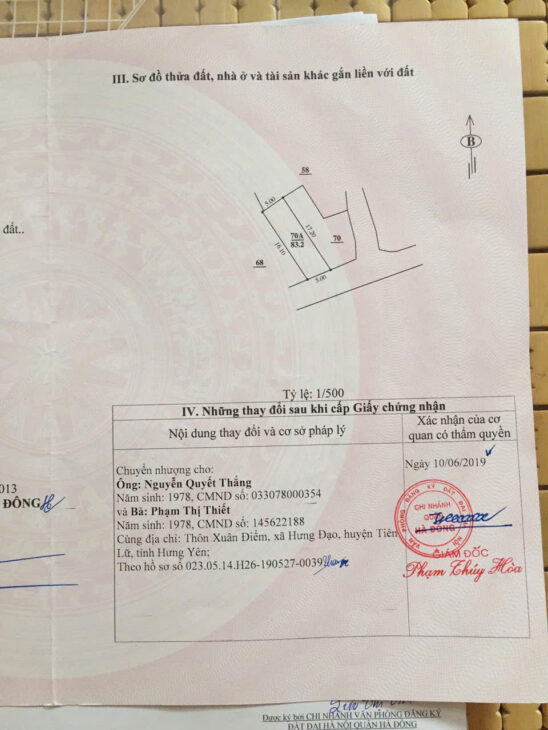 III. Sơ đồ thửa đất, nhà ở và tài sản khác gắn liền với đất
B
58
5.00
đất..
70A
83.2
17.20
70
16.10
68
5.00
Tỷ lệ: 1/500
IV. Những thay đổi sau khi cấp Giấy chứng nhận
Nội dung thay đổi và cơ sở pháp lý
Xác nhận của cơ quan có thẩm quyền
Chuyển nhượng cho:
Ngày 10/06/2019
Ông: Nguyễn Quyết Thắng
Năm sinh: 1978, CMND số: 033078000354
và Bà: Phạm Thị Thiết
Năm sinh: 1978, CMND số: 145622188
Cùng địa chỉ: Thôn Xuân Điểm, xã Hưng Đạo, huyện Tiên
Lữ, tỉnh Hưng Yên;
Theo hồ sơ số 023.05.14.H26-190527-0039
013
ĐÔNG
CHI NHÁNH
QUẬN
HÀ ĐÔNG
GIÁM ĐỐC
Phạm Thúy Hòa
Được ký bởi CHI NHÁNH VĂN PHÒNG ĐĂNG KÝ
ĐẤT ĐAI HÀ NỘI QUẬN HÀ ĐÔNG